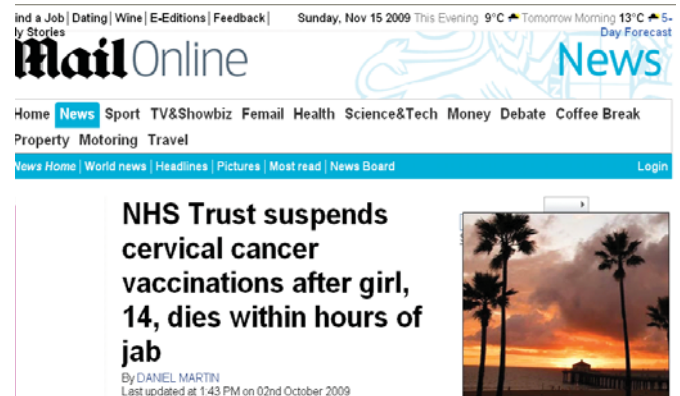 ind a Job | Dating | Wine | E-Editions | Feedback | Sunday, Nov 15 2009 This Evening 9°C Tomorrow Morning 13°C 5-
y Stories Day Forecast
Mail Online News
Home News Sport TV&Showbiz Femail Health Science&Tech Money Debate Coffee Break
Property Motoring Travel
News Home | World news | Headlines | Pictures | Most read | News Board Login
NHS Trust suspends
cervical cancer
vaccinations after girl,
14, dies within hours of
jab
By DANIEL MARTIN
Last updated at 1:43 PM on 02nd October 2009